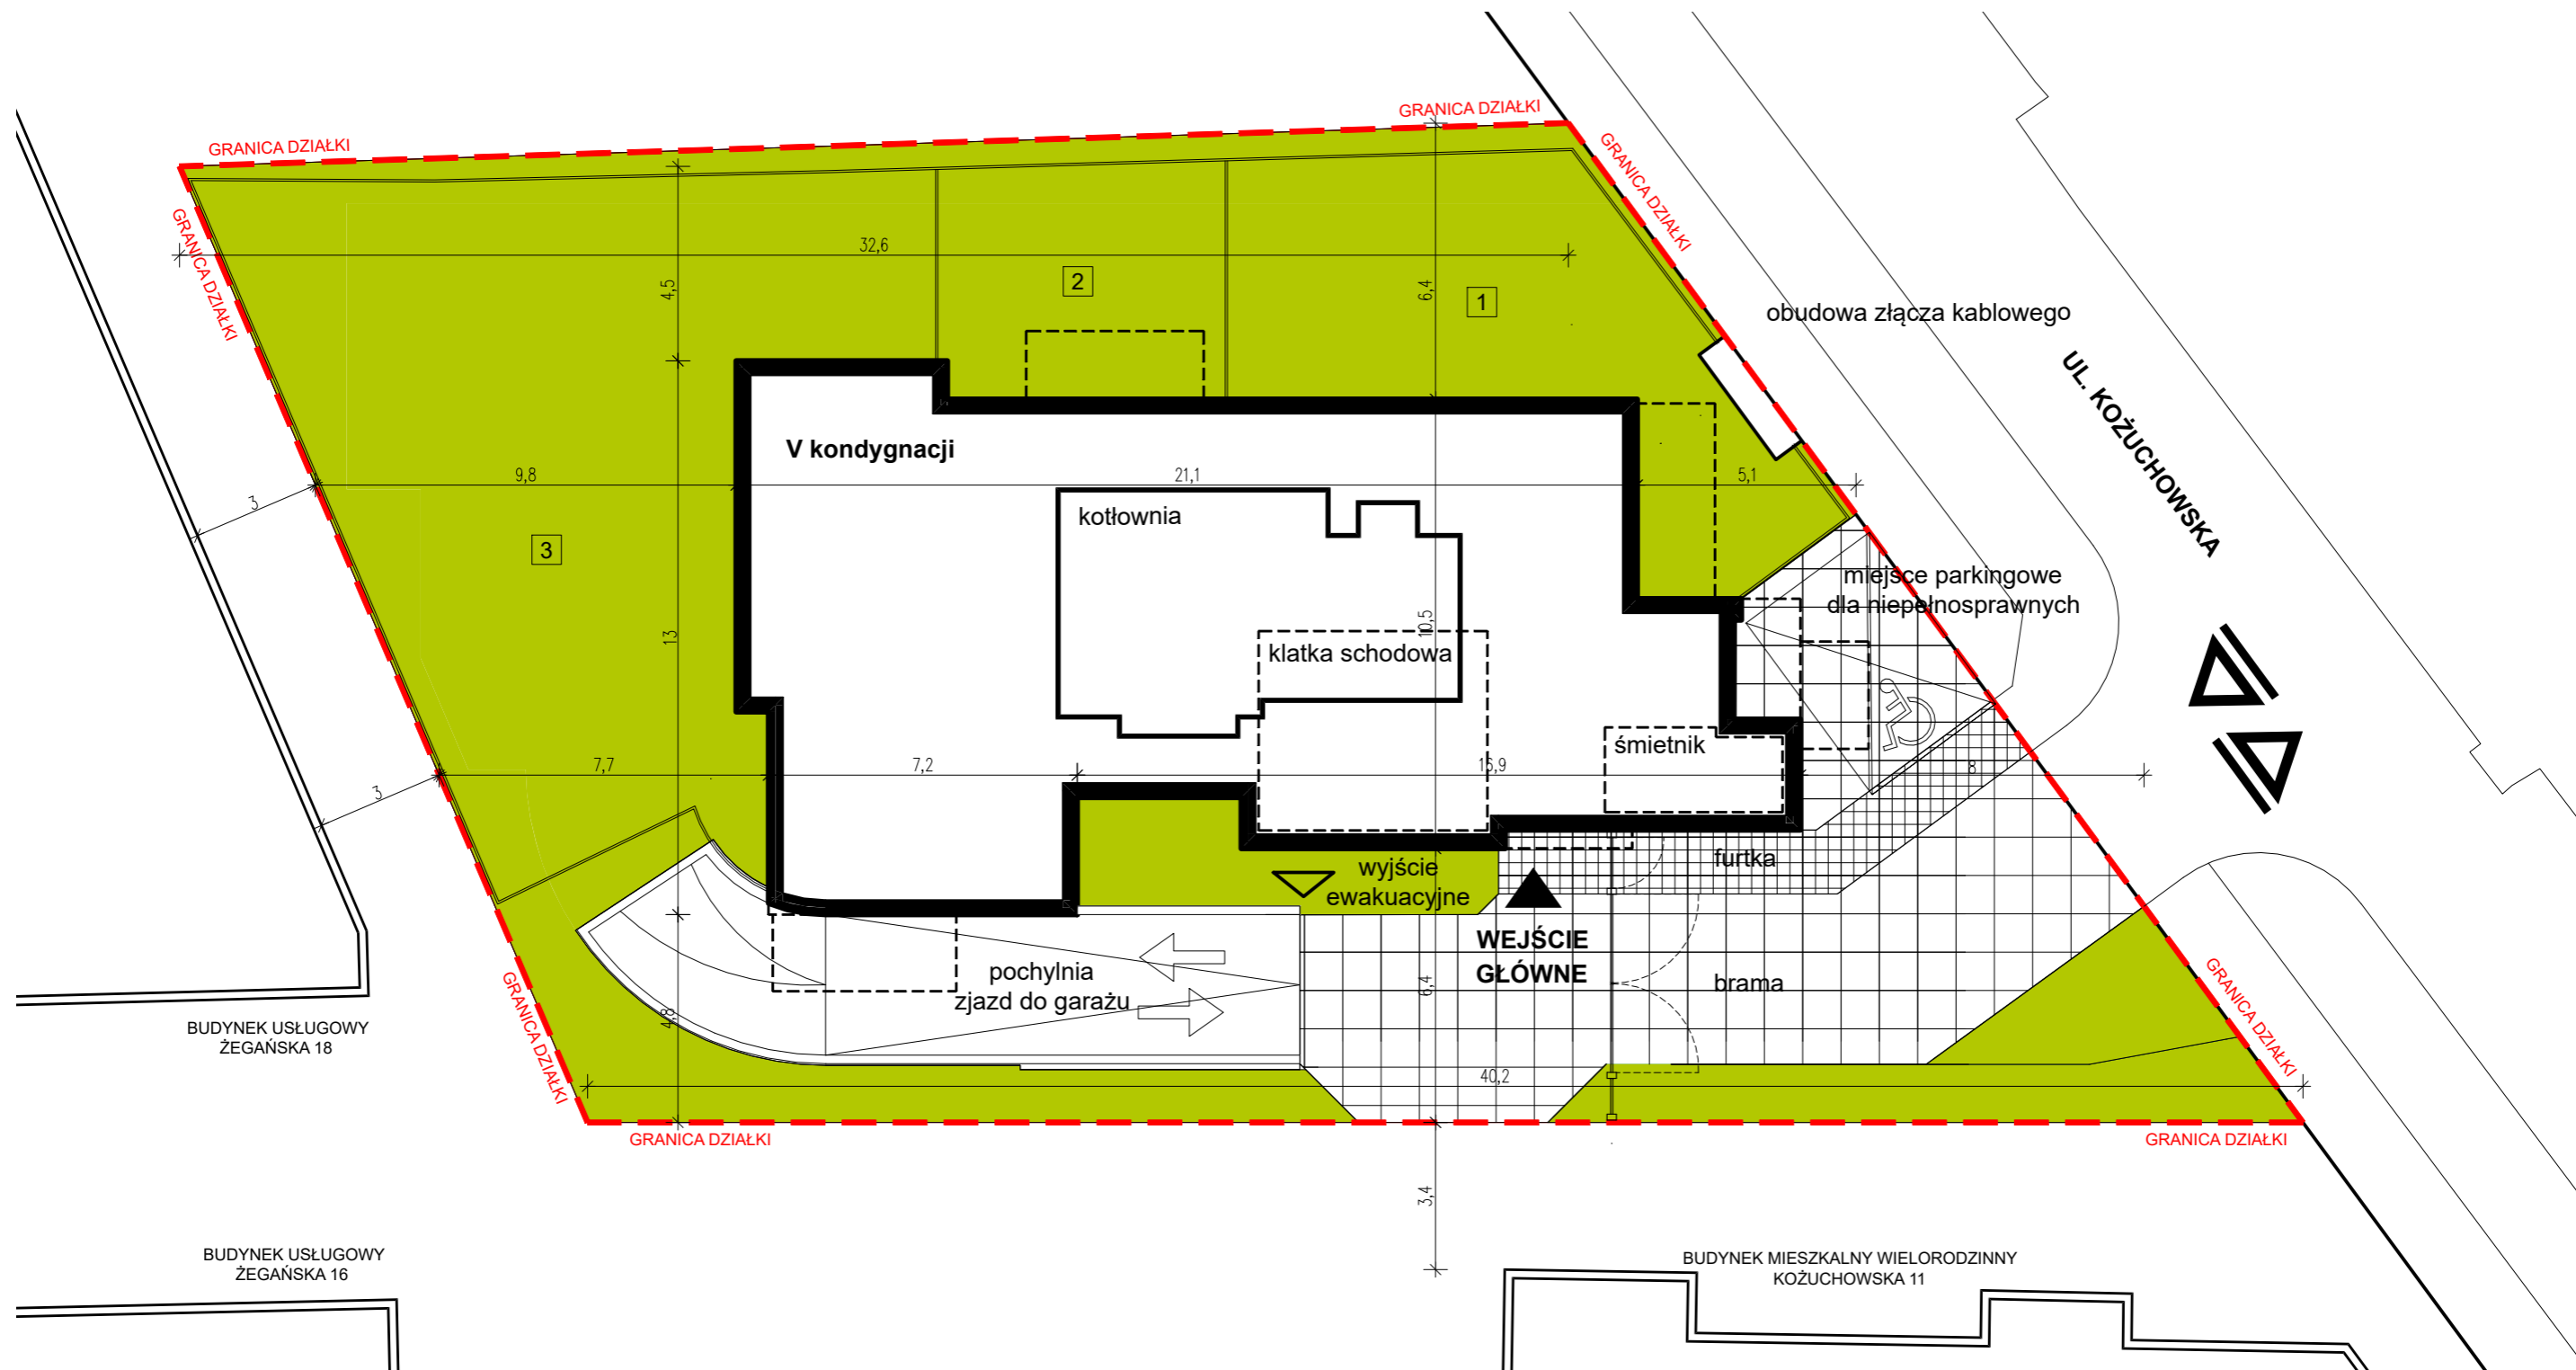 GRANICA DZIAŁKI
GRANICA DZIAŁKI
GRANICA DZIAŁKI
GRANICA DZIAŁKI
32,6
4,5
2
6,4
1
obudowa złącza kablowego
UL. KOŻUCHOWSKA
V kondygnacji
9,8
21,1
5,1
3
kotłownia
3
miejsce parkingowe
dla niepełnosprawnych
13
10,5
klatka schodowa
śmietnik
7,7
7,2
15,9
8
3
furtka
wyjście
ewakuacyjne
WEJŚCIE
GŁÓWNE
pochylnia
zjazd do garażu
6,4
brama
4,8
GRANICA DZIAŁKI
GRANICA DZIAŁKI
BUDYNEK USŁUGOWY
ŻEGAŃSKA 18
40,2
GRANICA DZIAŁKI
GRANICA DZIAŁKI
3,4
BUDYNEK USŁUGOWY
ŻEGAŃSKA 16
BUDYNEK MIESZKALNY WIELORODZINNY
KOŻUCHOWSKA 11